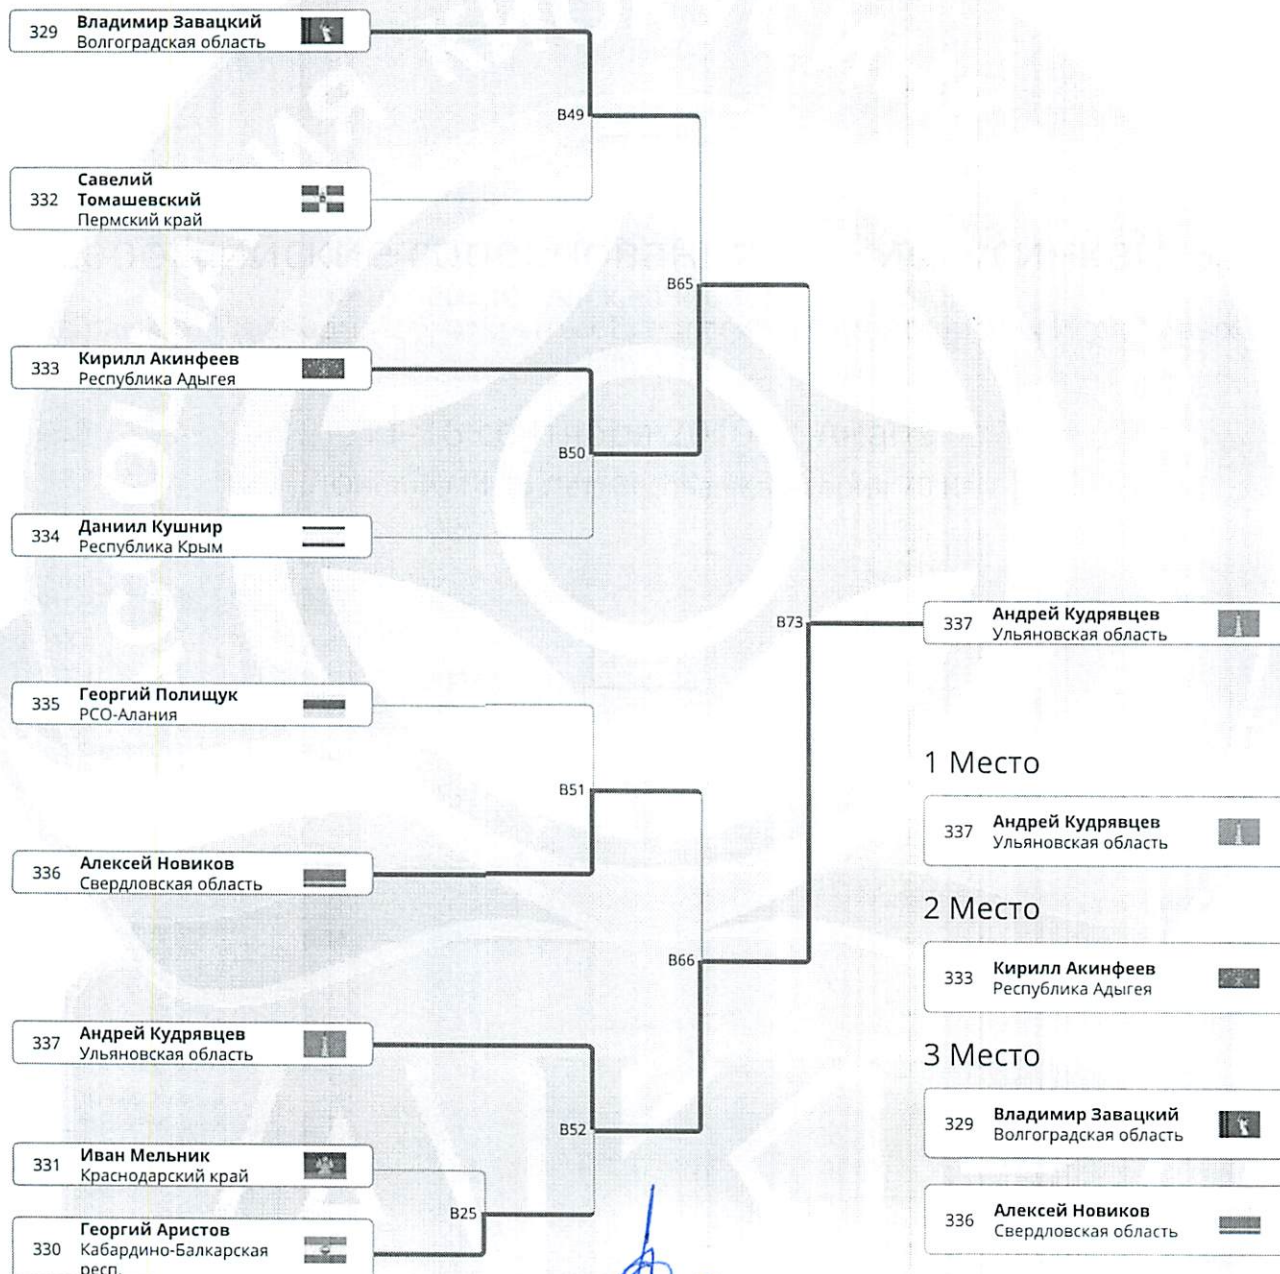 329
Владимир Завацкий
Волгоградская область
B49
332
Савелий
Томашевский
Пермский край
B65
333
Кирилл Акинфеев
Республика Адыгея
B50
334
Даниил Кушнир
Республика Крым
B73
337
Андрей Кудрявцев
Ульяновская область
335
Георгий Полищук
РСО-Алания
B51
336
Алексей Новиков
Свердловская область
B66
337
Андрей Кудрявцев
Ульяновская область
B52
331
Иван Мельник
Краснодарский край
B25
330
Георгий Аристов
Кабардино-Балкарская
респ.
1 Место
337
Андрей Кудрявцев
Ульяновская область
2 Место
333
Кирилл Акинфеев
Республика Адыгея
3 Место
329
Владимир Завацкий
Волгоградская область
336
Алексей Новиков
Свердловская область